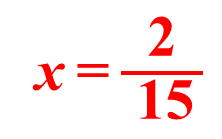 x = 2/15